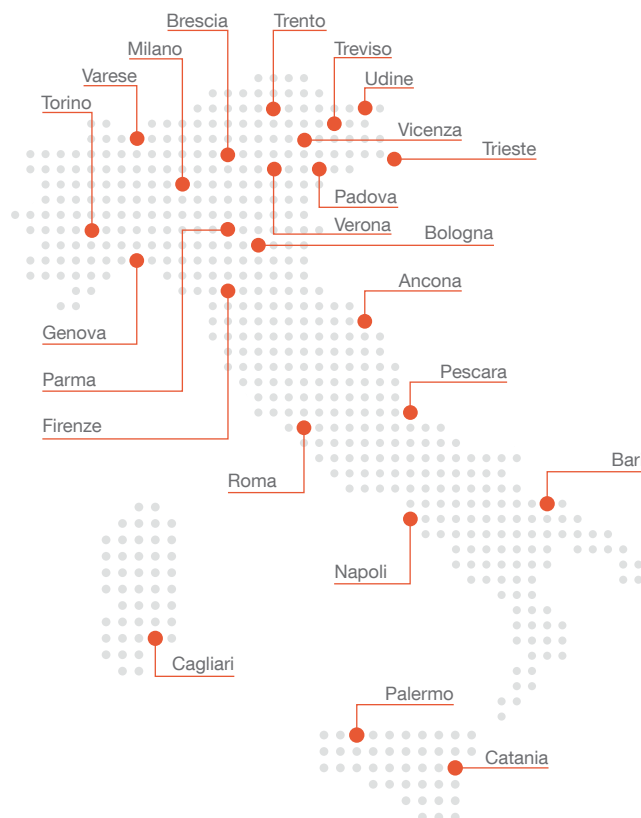 Brescia
Trento
Milano
Treviso
Varese
Udine
Torino
Vicenza
Trieste
Padova
Verona
Bologna
Ancona
Genova
Pescara
Parma
Firenze
Roma
Bar
Napoli
Cagliari
Palermo
Catania